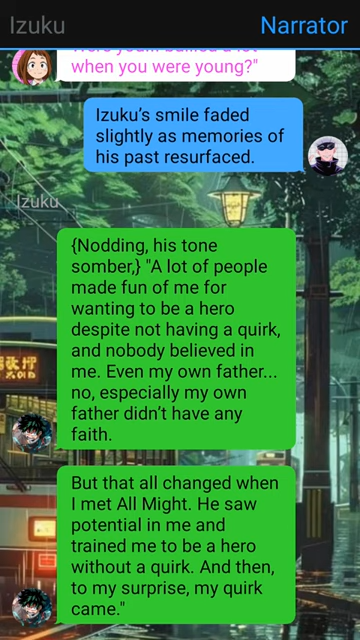 Izuku
Narrator
when you were young?"
Izuku's smile faded
slightly as memories of
his past resurfaced.
Izuku
{Nodding, his tone
somber,} "A lot of people
made fun of me for
wanting to be a hero
despite not having a quirk,
and nobody believed in
me. Even my own father...
no, especially my own
father didn't have any
faith.
But that all changed when
I met All Might. He saw
potential in me and
trained me to be a hero
without a quirk. And then,
to my surprise, my quirk
came."